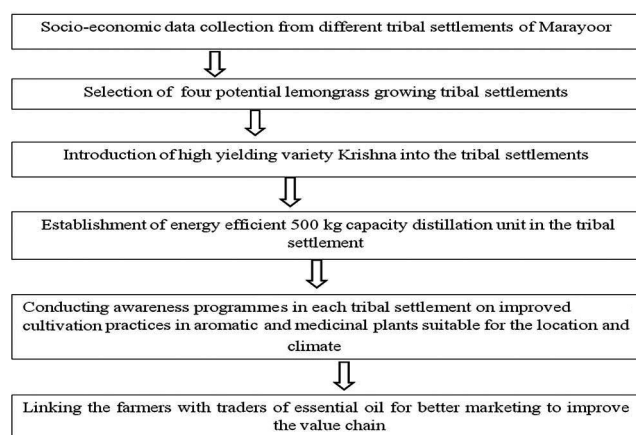 Socio-economic data collection from different tribal settlements of Marayoor
Selection of four potential lemongrass growing tribal settlements
Introduction of high yielding variety Krishna into the tribal settlements
Establishment of energy efficient 500 kg capacity distillation unit in the tribal
settlement
Conducting awareness programmes in each tribal settlement on improved
cultivation practices in aromatic and medicinal plants suitable for the location and
climate
Linking the farmers with traders of essential oil for better marketing to improve
the value chain